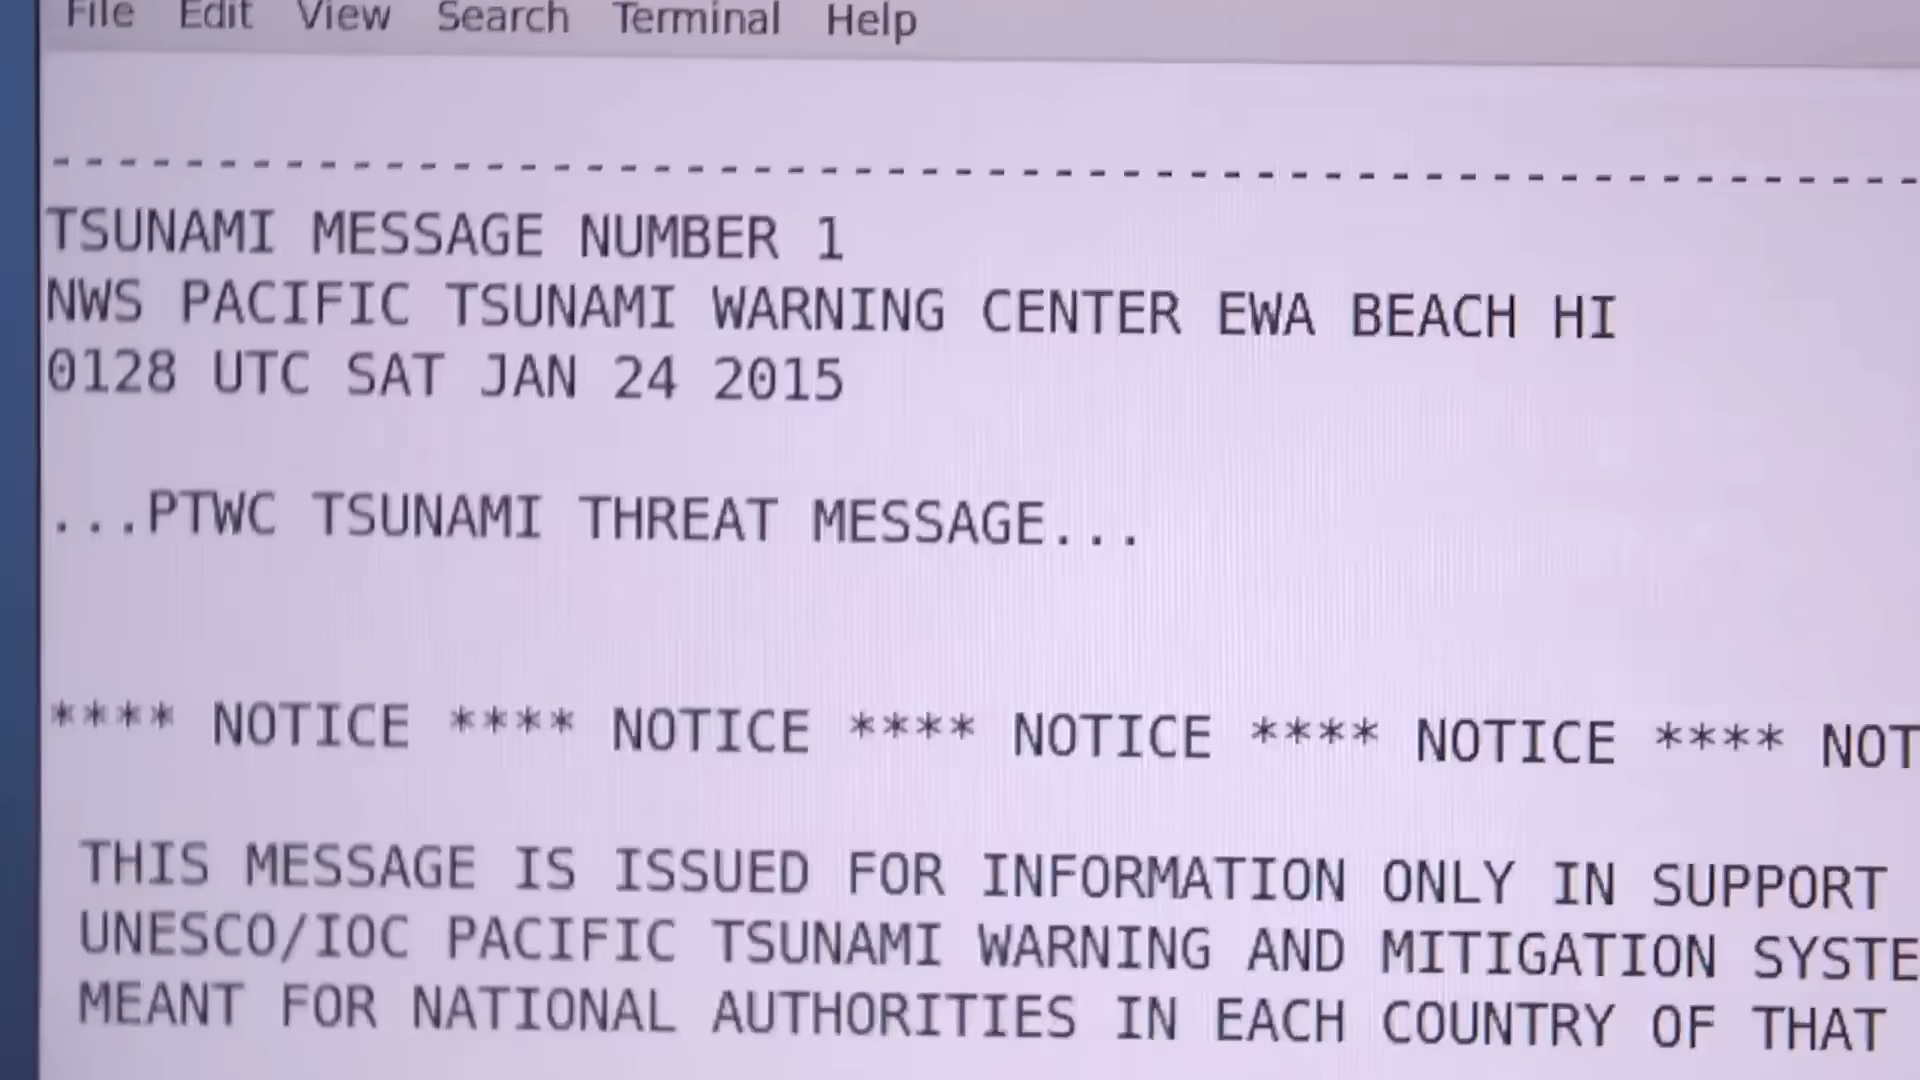 File Edit View Search Terminal Help
---------------------------------------------------------
TSUNAMI MESSAGE NUMBER 1
NWS PACIFIC TSUNAMI WARNING CENTER EWA BEACH HI
0128 UTC SAT JAN 24 2015
...PTWC TSUNAMI THREAT MESSAGE...
**** NOTICE **** NOTICE **** NOTICE **** NOTICE **** NOT
THIS MESSAGE IS ISSUED FOR INFORMATION ONLY IN SUPPORT
UNESCO/IOC PACIFIC TSUNAMI WARNING AND MITIGATION SYSTE
MEANT FOR NATIONAL AUTHORITIES IN EACH COUNTRY OF THAT